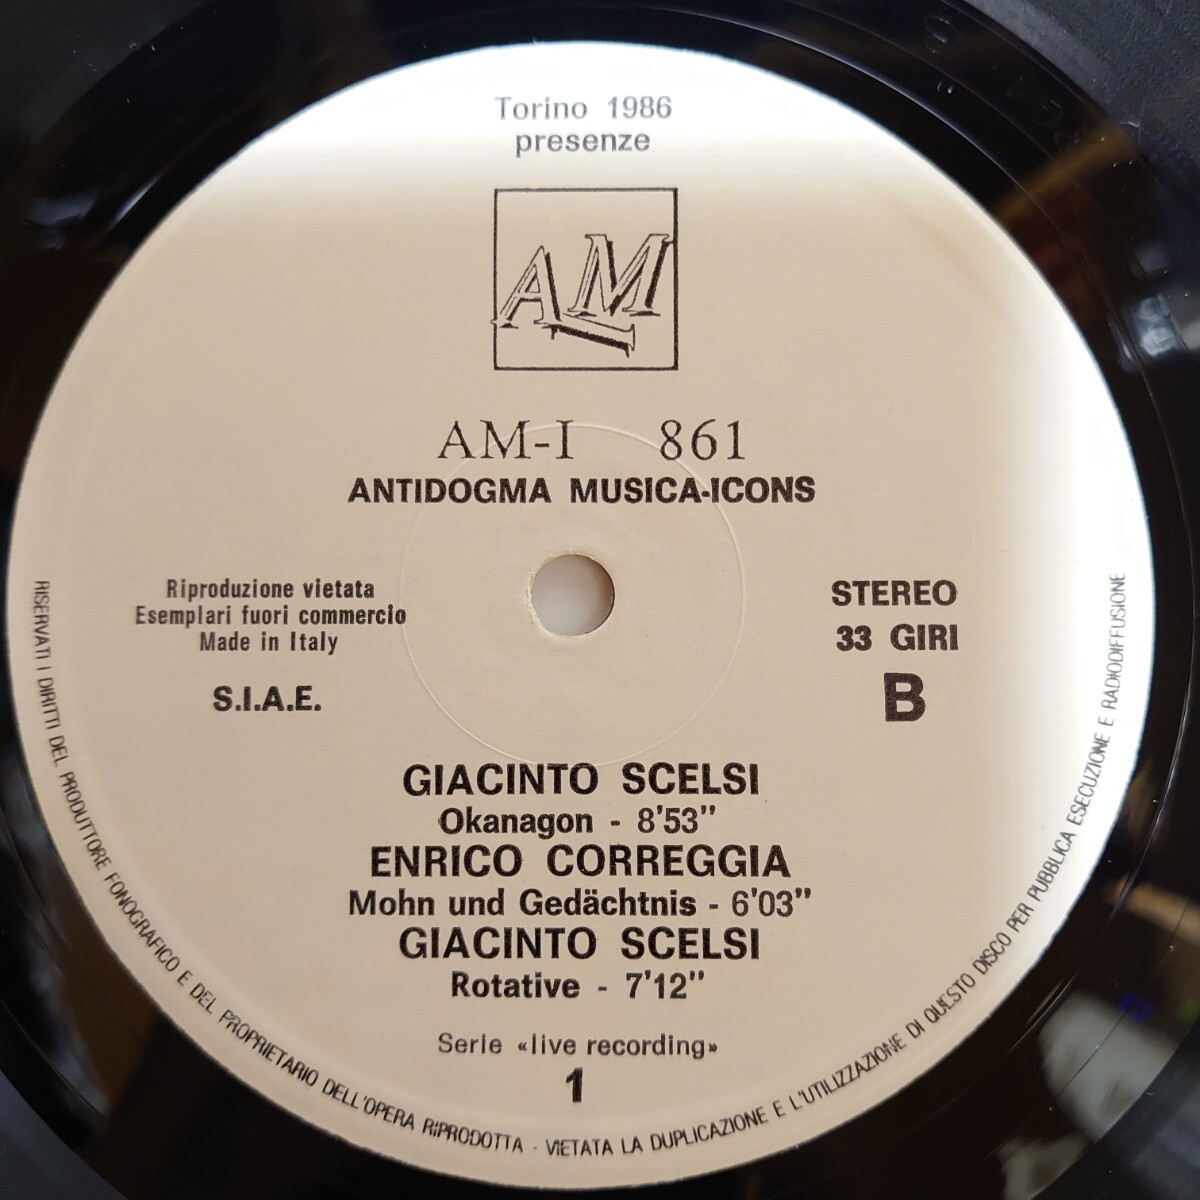 Torino 1986
presenze
AM
AM-I 861
ANTIDOGMA MUSICA-ICONS
Riproduzione vietata
Esemplari fuori commercio
Made in Italy
S.I.A.E.
STEREO
33 GIRI
B
GIACINTO SCELSI
Okanagon - 8'53"
ENRICO CORREGGIA
Mohn und Gedächtnis - 6'03"
GIACINTO SCELSI
Rotative - 7'12"
Serie «live recording»
1
RISERVATI I DIRITTI DEL PRODUTTORE FONOGRAFICO E DEL PROPRIETARIO DELL'OPERA RIPRODOTTA - VIETATA LA DUPLICAZIONE E L'UTILIZZAZIONE DI QUESTO DISCO PER PUBBLICA ESECUZIONE E RADIODIFFUSIONE